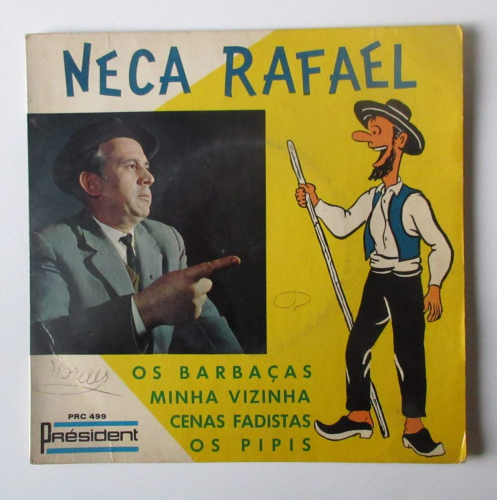 NECA RAFAEL
OS BARBAÇAS
MINHA VIZINHA
CENAS FADISTAS
OS PIPIS
PRC 499
Président